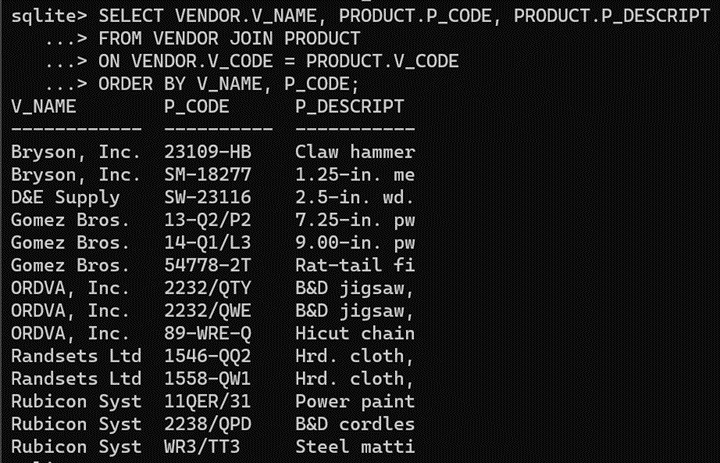 sqlite> SELECT VENDOR.V_NAME, PRODUCT.P_CODE, PRODUCT.P_DESCRIPT
   ...> FROM VENDOR JOIN PRODUCT
   ...> ON VENDOR.V_CODE = PRODUCT.V_CODE
   ...> ORDER BY V_NAME, P_CODE;
V_NAME        P_CODE      P_DESCRIPT
------------  ----------  -----------
Bryson, Inc.  23109-HB    Claw hammer
Bryson, Inc.  SM-18277    1.25-in. me
D&E Supply    SW-23116    2.5-in. wd.
Gomez Bros.   13-Q2/P2    7.25-in. pw
Gomez Bros.   14-Q1/L3    9.00-in. pw
Gomez Bros.   54778-2T    Rat-tail fi
ORDVA, Inc.   2232/QTY    B&D jigsaw,
ORDVA, Inc.   2232/QWE    B&D jigsaw,
ORDVA, Inc.   89-WRE-Q    Hicut chain
Randsets Ltd  1546-QQ2    Hrd. cloth,
Randsets Ltd  1558-QW1    Hrd. cloth,
Rubicon Syst  11QER/31    Power paint
Rubicon Syst  2238/QPD    B&D cordles
Rubicon Syst  WR3/TT3     Steel matti